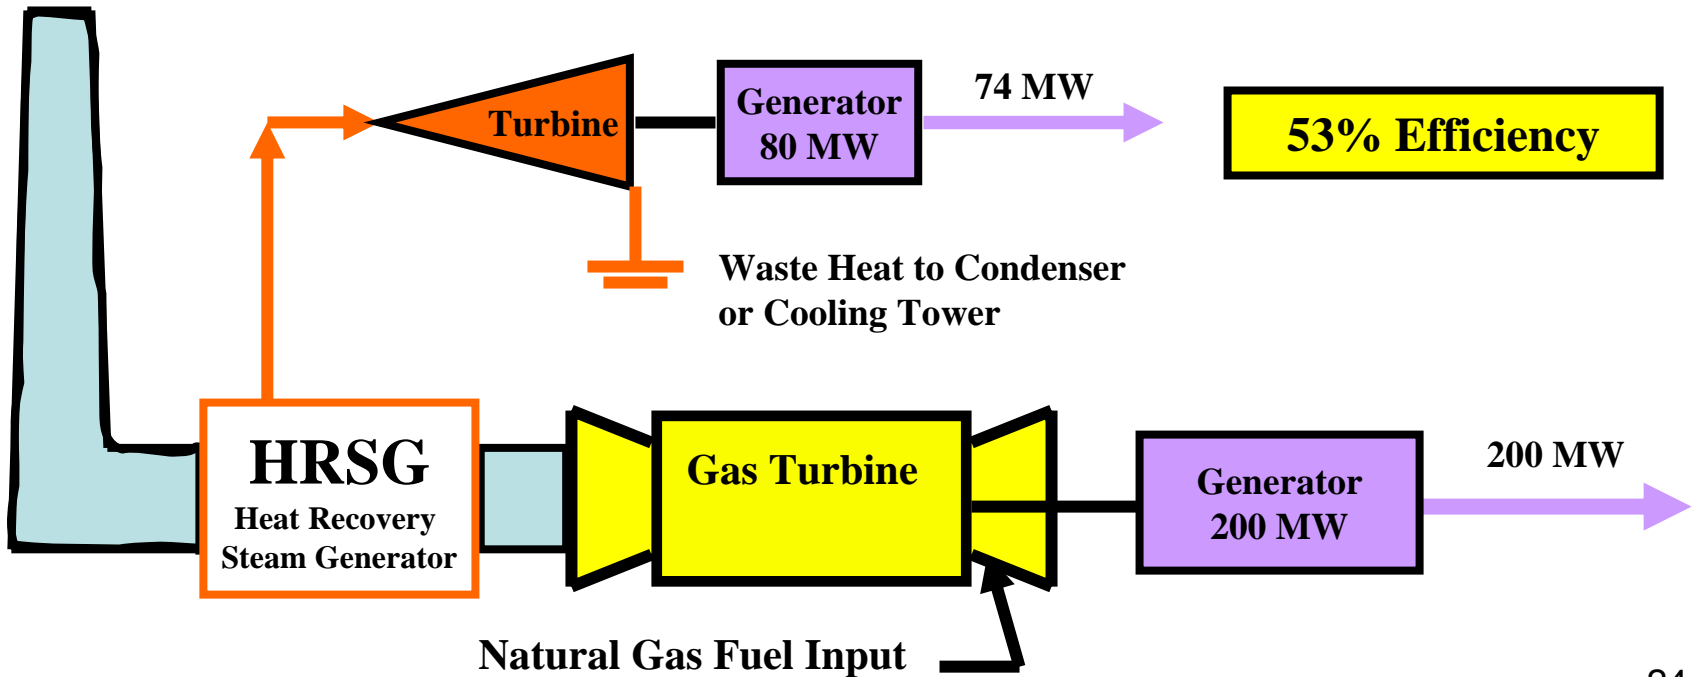 74 MW
Turbine
Generator
80 MW
53% Efficiency
Waste Heat to Condenser
or Cooling Tower
HRSG
Heat Recovery
Steam Generator
Gas Turbine
Generator
200 MW
200 MW
Natural Gas Fuel Input